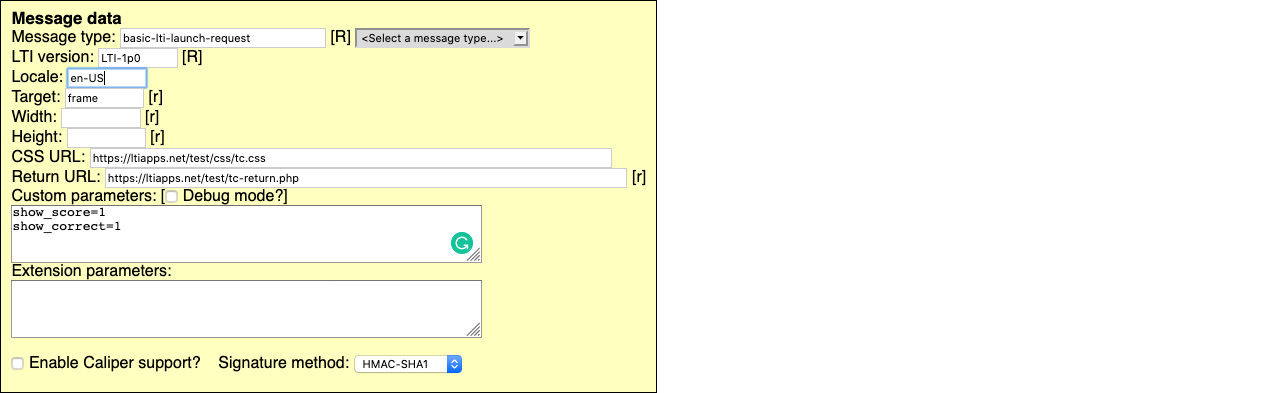 Message data
Message type: basic-lti-launch-request [R] <Select a message type...>
LTI version: LTI-1p0 [R]
Locale: en-US
Target: frame [r]
Width: [r]
Height: [r]
CSS URL: https://ltiapps.net/test/css/tc.css
Return URL: https://ltiapps.net/test/tc-return.php [r]
Custom parameters: [ Debug mode?]
show_score=1
show_correct=1
Extension parameters:
Enable Caliper support? Signature method: HMAC-SHA1